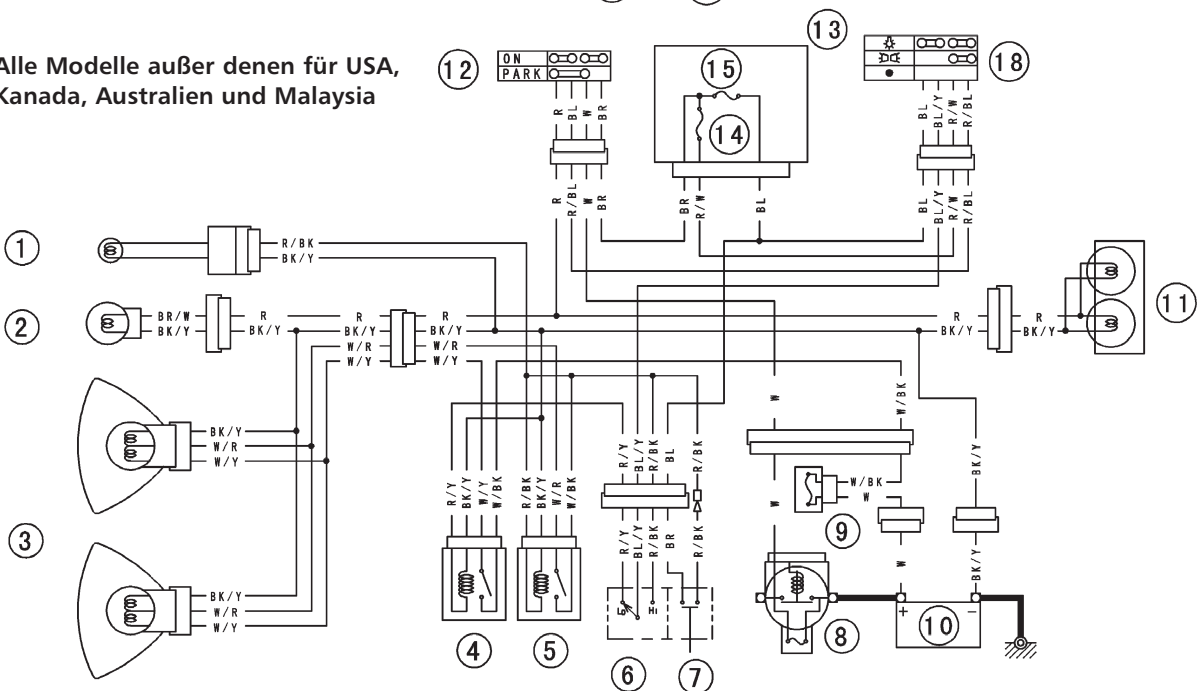 13
Alle Modelle außer denen für USA,
Kanada, Australien und Malaysia
12
ON
PARK
15
14
18
R
BL
W
BR
BL
BL/Y
R/W
R/BL
R
R/BL
W
BR
BR
R/W
BL
BL
BL/Y
R/W
R/BL
1
R/BK
BK/Y
2
BR/W
BK/Y
R
BK/Y
R
BK/Y
W/R
W/Y
R
BK/Y
W/R
W/Y
R
BK/Y
R
BK/Y
11
3
BK/Y
W/R
W/Y
BK/Y
W/R
W/Y
W
W/BK
BK/Y
R/Y
BL/Y
R/BK
BL
R/BK
R/Y
BK/Y
W/Y
W/BK
R/BK
BK/Y
W/R
W/BK
W/BK
W
9
W
R/Y
BL/Y
R/BK
BR
R/BK
W
BK/Y
Lo
Hi
+
10
−
4
5
6
7
8